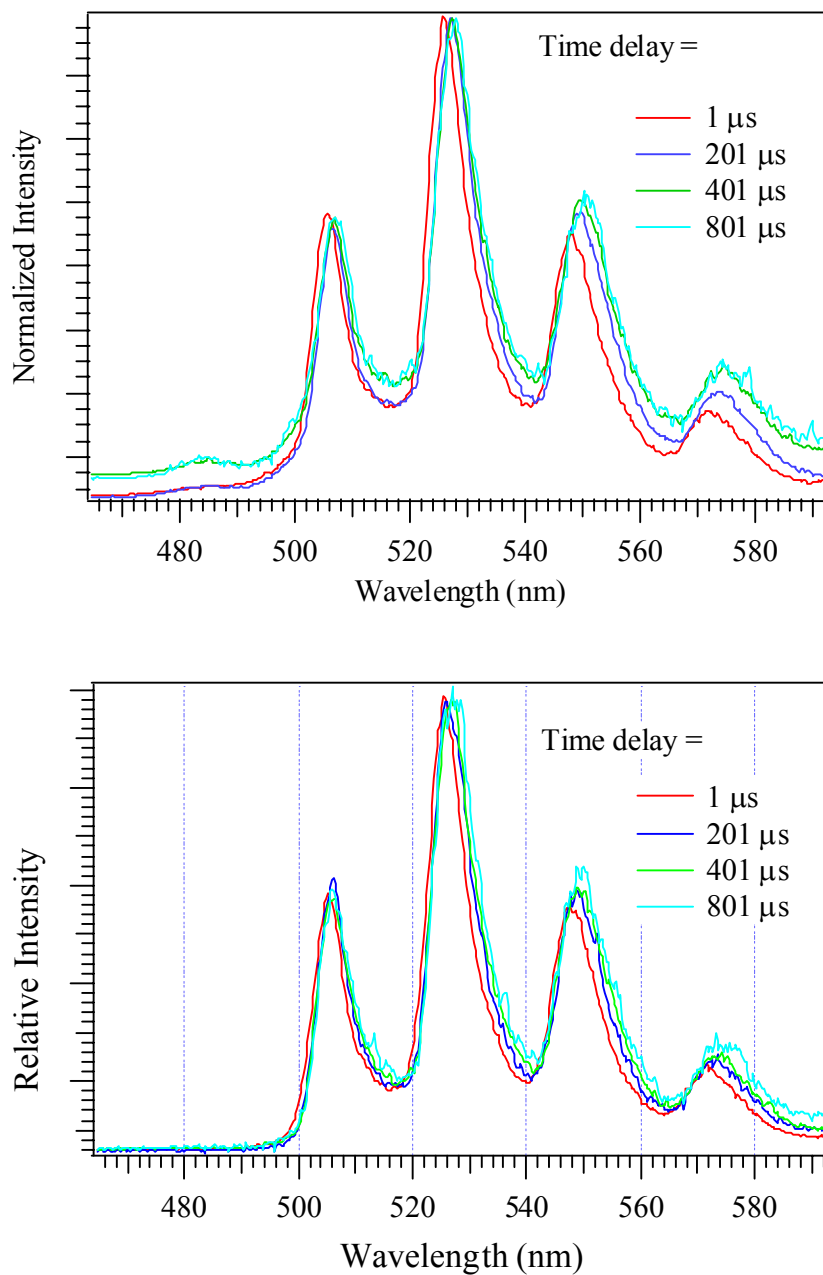 Time delay =
1 μs
201 μs
401 μs
801 μs
Normalized Intensity
480 500 520 540 560 580
Wavelength (nm)
Time delay =
1 μs
201 μs
401 μs
801 μs
Relative Intensity
480 500 520 540 560 580
Wavelength (nm)